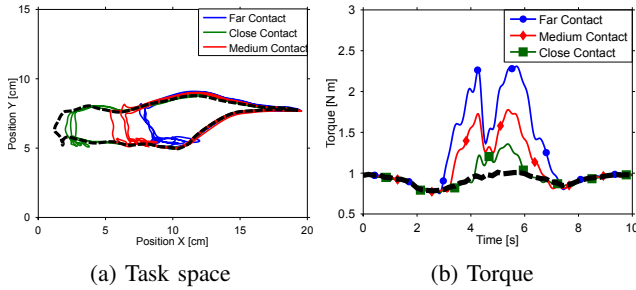 15
10
5
0
0
5
10
15
20
Position Y [cm]
Position X [cm]
Far Contact
Close Contact
Medium Contact
(a) Task space
3
2.5
2
1.5
1
0.5
0
2
4
6
8
10
Torque [N m]
Time [s]
Far Contact
Medium Contact
Close Contact
(b) Torque